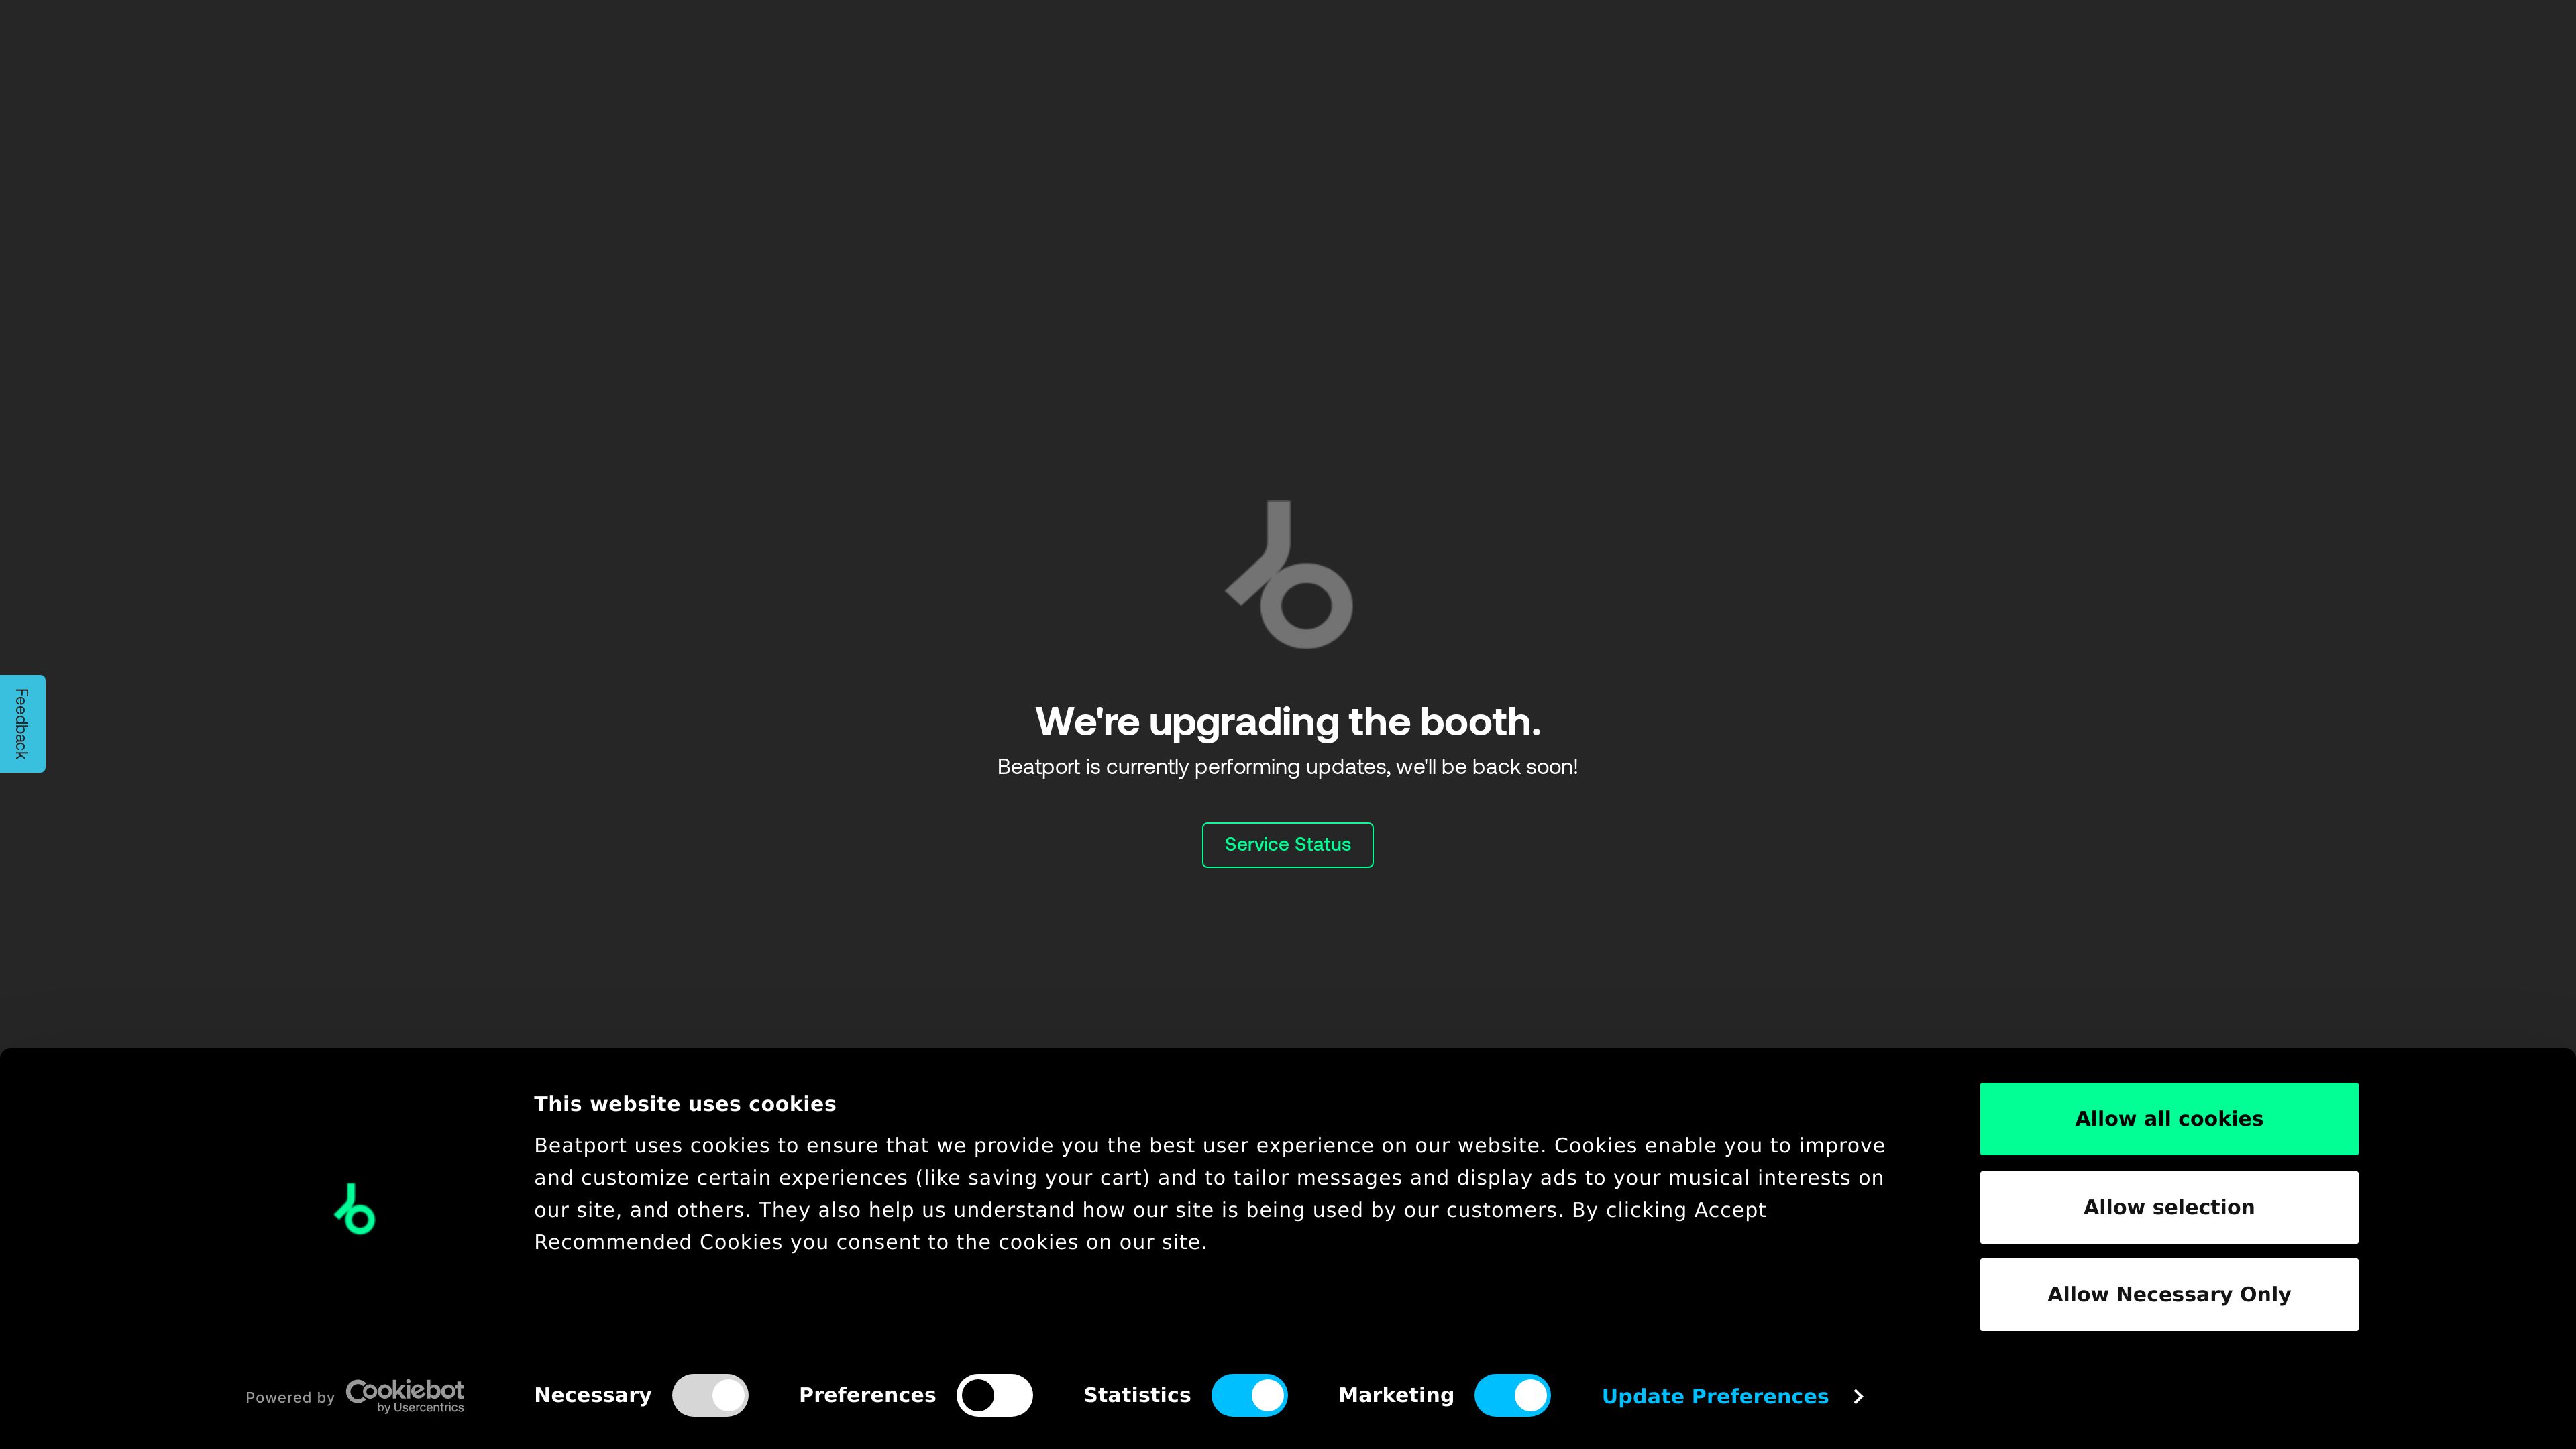 We're upgrading the booth.
Beatport is currently performing updates, we'll be back soon!
Service Status
Feedback
This website uses cookies
Beatport uses cookies to ensure that we provide you the best user experience on our website. Cookies enable you to improve
and customize certain experiences (like saving your cart) and to tailor messages and display ads to your musical interests on
our site, and others. They also help us understand how our site is being used by our customers. By clicking Accept
Recommended Cookies you consent to the cookies on our site.
Allow all cookies
Allow selection
Allow Necessary Only
Powered by Cookiebot
by Usercentrics
Necessary
Preferences
Statistics
Marketing
Update Preferences